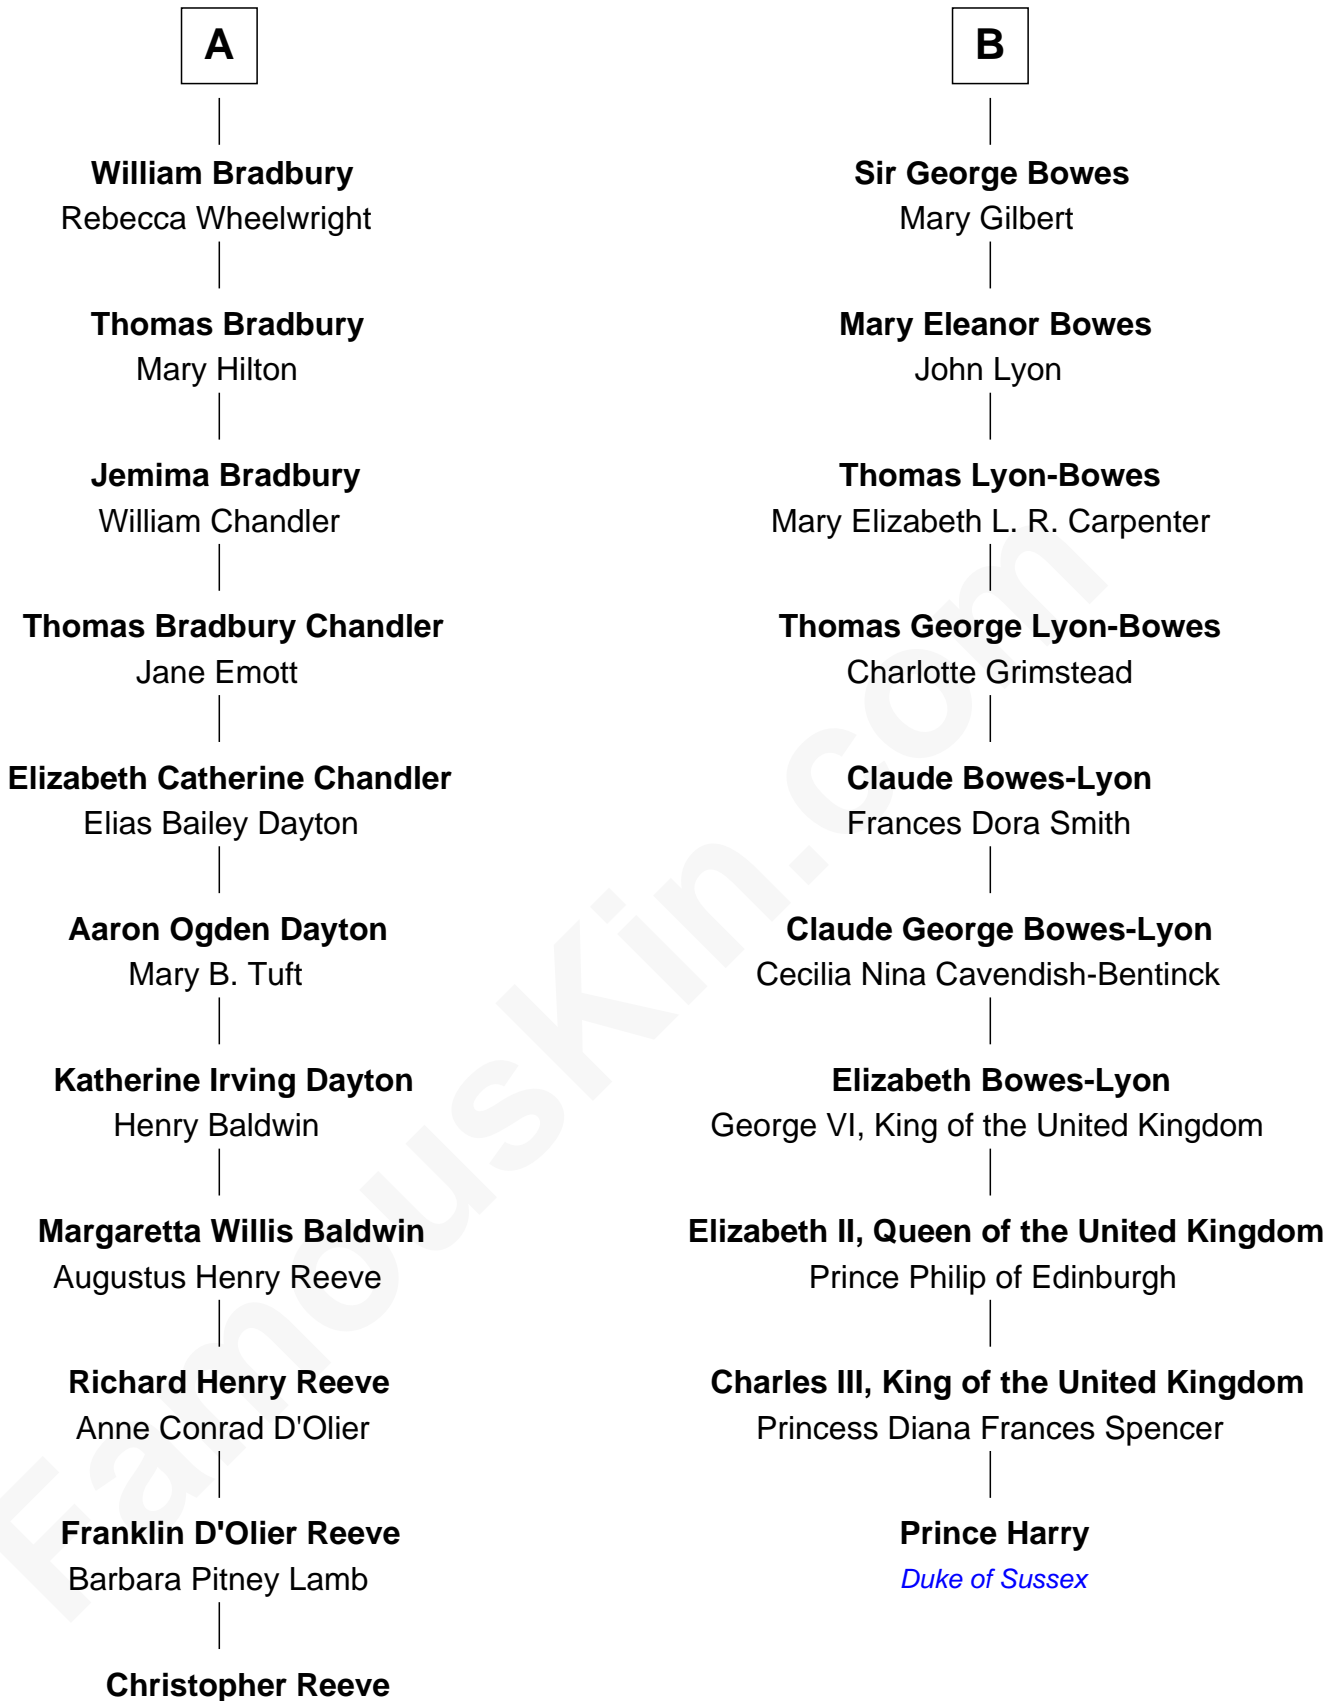 A
William Bradbury
Rebecca Wheelwright
Thomas Bradbury
Mary Hilton
Jemima Bradbury
William Chandler
Thomas Bradbury Chandler
Jane Emott
Elizabeth Catherine Chandler
Elias Bailey Dayton
Aaron Ogden Dayton
Mary B. Tuft
Katherine Irving Dayton
Henry Baldwin
Margaretta Willis Baldwin
Augustus Henry Reeve
Richard Henry Reeve
Anne Conrad D'Olier
Franklin D'Olier Reeve
Barbara Pitney Lamb
Christopher Reeve
B
Sir George Bowes
Mary Gilbert
Mary Eleanor Bowes
John Lyon
Thomas Lyon-Bowes
Mary Elizabeth L. R. Carpenter
Thomas George Lyon-Bowes
Charlotte Grimstead
Claude Bowes-Lyon
Frances Dora Smith
Claude George Bowes-Lyon
Cecilia Nina Cavendish-Bentinck
Elizabeth Bowes-Lyon
George VI, King of the United Kingdom
Elizabeth II, Queen of the United Kingdom
Prince Philip of Edinburgh
Charles III, King of the United Kingdom
Princess Diana Frances Spencer
Prince Harry
Duke of Sussex
FamousKin.com